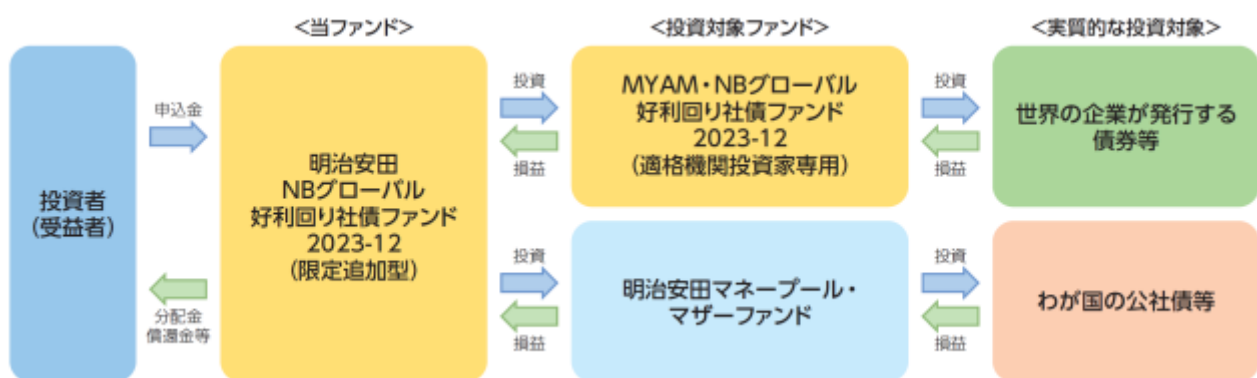 <当ファンド>
<投資対象ファンド>
<実質的な投資対象>
投資者
(受益者)
申込金
分配金
償還金等
明治安田
NBグローバル
好利回り社債ファンド
2023-12
(限定追加型)
投資
損益
MYAM・NBグローバル
好利回り社債ファンド
2023-12
(適格機関投資家専用)
投資
損益
世界の企業が発行する
債券等
投資
損益
明治安田マネープール・
マザーファンド
投資
損益
わが国の公社債等